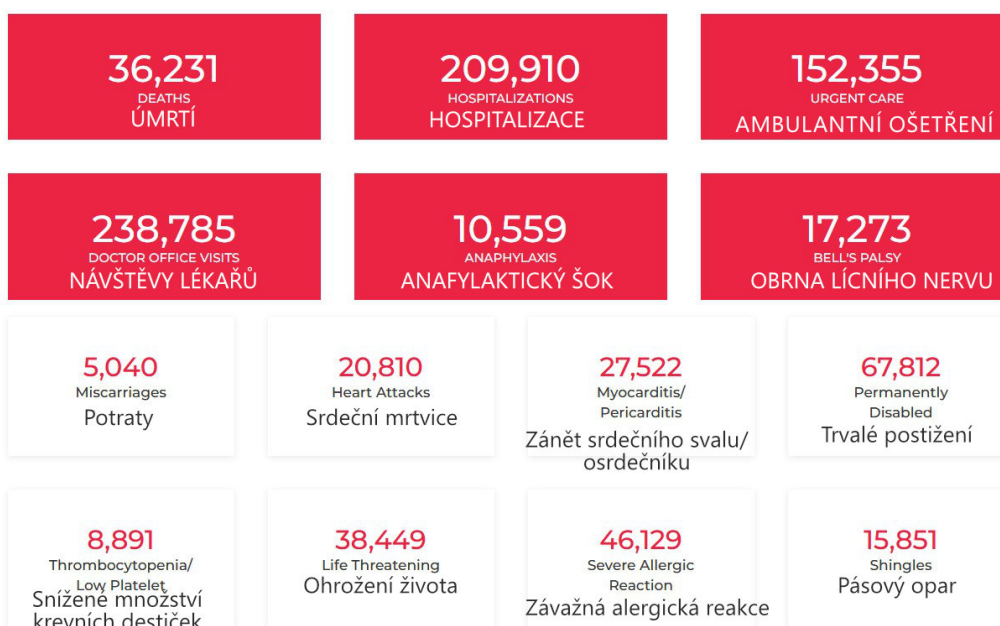 36,231
DEATHS
ÚMRTÍ
209,910
HOSPITALIZATIONS
HOSPITALIZACE
152,355
URGENT CARE
AMBULANTNÍ OŠETŘENÍ
238,785
DOCTOR OFFICE VISITS
NÁVŠTĚVY LÉKAŘŮ
10,559
ANAPHYLAXIS
ANAFYLAKTICKÝ ŠOK
17,273
BELL'S PALSY
OBRNA LÍCNÍHO NERVU
5,040
Miscarriages
Potraty
20,810
Heart Attacks
Srdeční mrtvice
27,522
Myocarditis/
Pericarditis
Zánět srdečního svalu/
osrdečníku
67,812
Permanently
Disabled
Trvalé postižení
8,891
Thrombocytopenia/
Low Platelet
Snížené množství
krevních destiček
38,449
Life Threatening
Ohrožení života
46,129
Severe Allergic
Reaction
Závažná alergická reakce
15,851
Shingles
Pásový opar